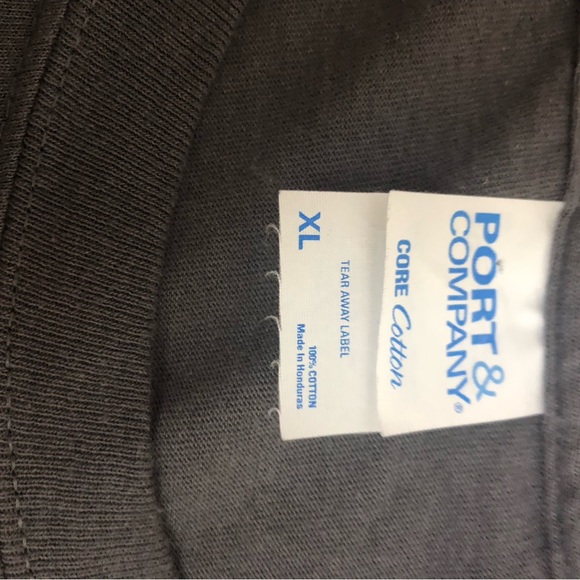 PORT &
COMPANY®
CORE Cotton
XL
TEAR AWAY LABEL
100% COTTON
Made In Honduras